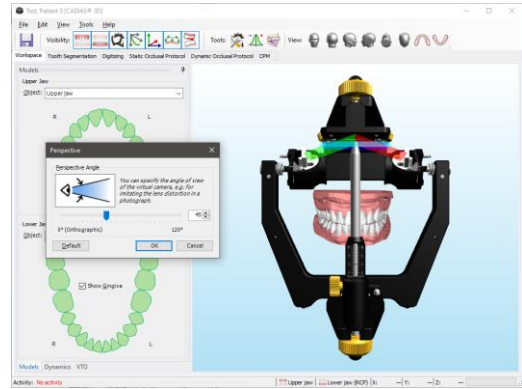 Test, Patient 3 [CADIAX® 3D]
File Edit View Tools Help
Visibility: Tools: View:
Workspace Tooth Segmentation Digitizing Static Occlusal Protocol Dynamic Occlusal Protocol CPM
Models
Upper Jaw
Object: Upper Jaw
R L
Perspective
Perspective Angle
You can specify the angle of view
of the virtual camera, e.g. for
imitating the lens distortion in a
photograph.
45
0° (Orthographic) 120°
Default OK Cancel
Lower Ja
Object:
Show Gingiva
R L
Models Dynamics VTO
Activity: No activity Upper jaw Lower jaw (RCP) X: — Y: — Z: —